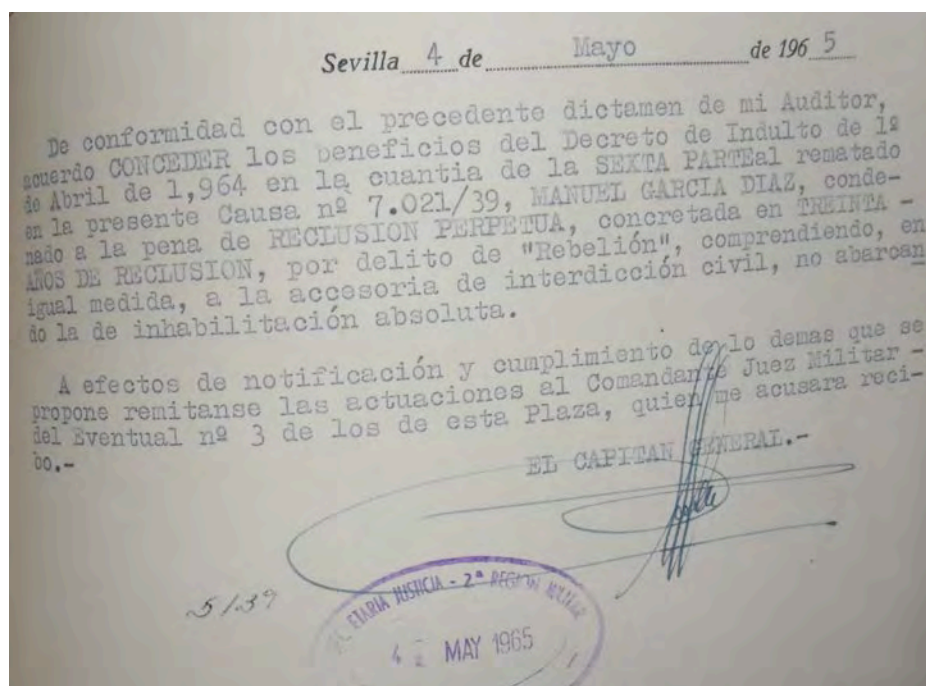 Sevilla 4 de Mayo de 1965
De conformidad con el precedente dictamen de mi Auditor,
acuerdo CONCEDER los beneficios del Decreto de Indulto de 1º
de Abril de 1,964 en la cuantia de la SEXTA PARTEal rematado
en la presente Causa nº 7.021/39, MANUEL GARCIA DIAZ, conde-
nado a la pena de RECLUSION PERPETUA, concretada en TREINTA -
AÑOS DE RECLUSION, por delito de "Rebelión", comprendiendo, en
igual medida, a la accesoria de interdicción civil, no abarcan
do la de inhabilitación absoluta.
A efectos de notificación y cumplimiento de lo demas que se
propone remitanse las actuaciones al Comandante Juez Militar -
del Eventual nº 3 de los de esta Plaza, quien me acusara reci-
bo.-
EL CAPITAN GENERAL.-
5/39
ETARIA JUSTICIA - 2ª REGION MILITAR
4 MAY 1965